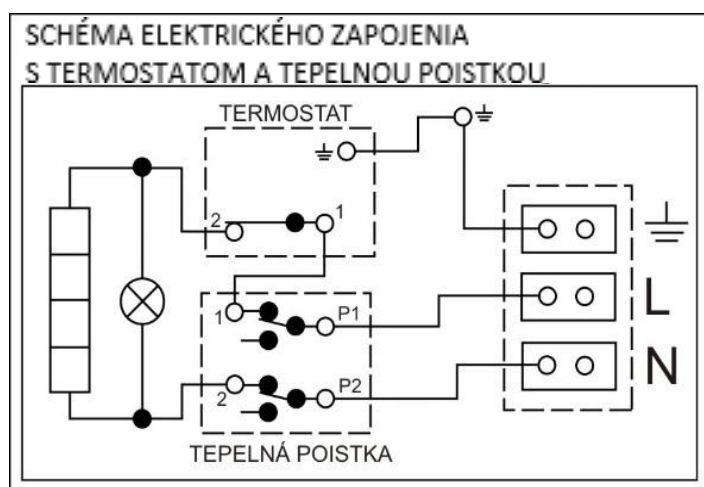 SCHÉMA ELEKTRICKÉHO ZAPOJENIA
S TERMOSTATOM A TEPELNOU POISTKOU
TERMOSTAT
2
1
1
P1
L
2
P2
N
TEPELNÁ POISTKA